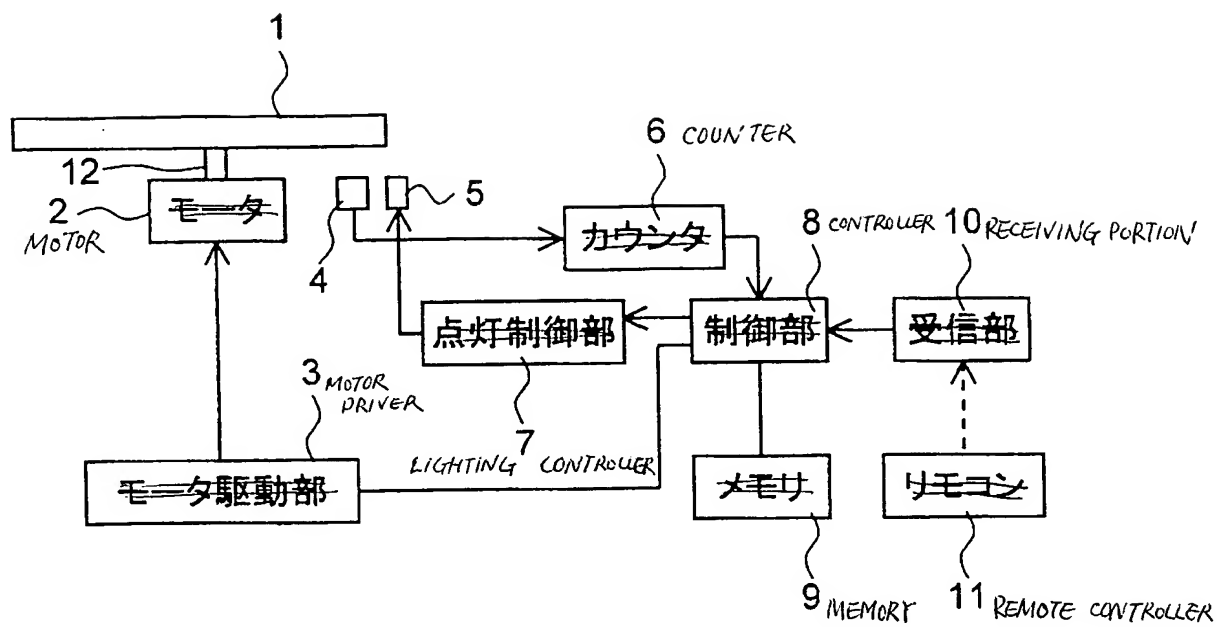 1
12
2 モータ
MOTOR
4
5
6 COUNTER
カウンタ
8 CONTROLLER
制御部
10 RECEIVING PORTION
受信部
点灯制御部
7
LIGHTING CONTROLLER
3 MOTOR
DRIVER
モータ駆動部
メモリ
9 MEMORY
リモコン
11 REMOTE CONTROLLER